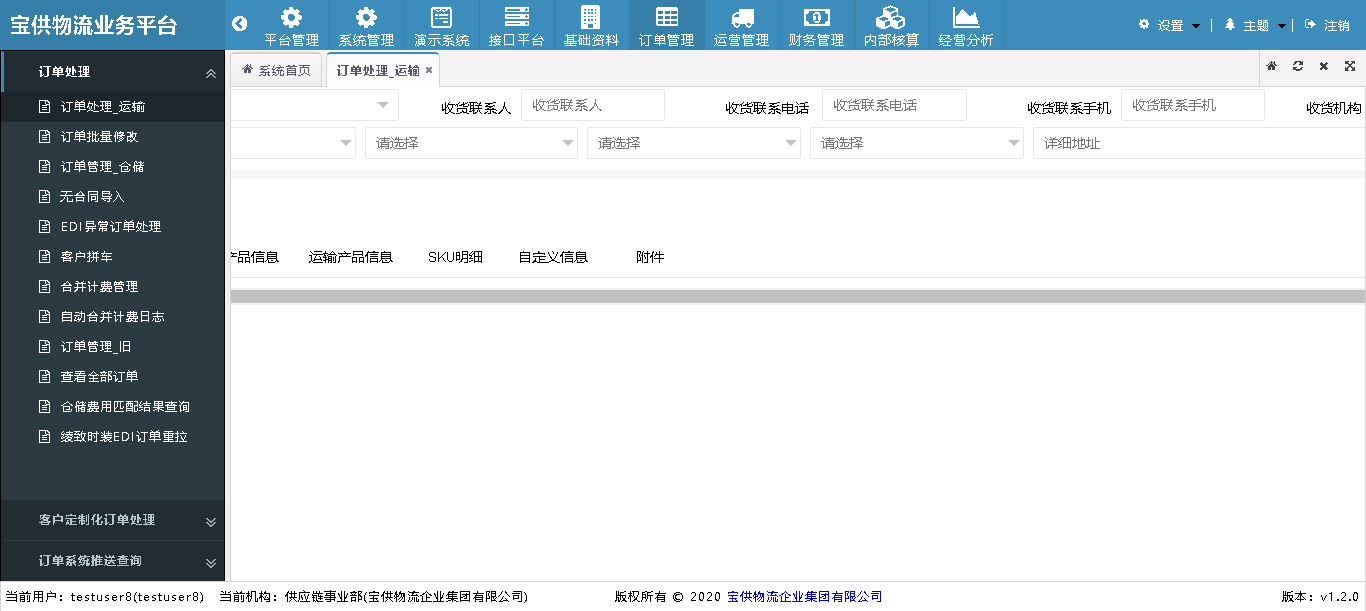 宝供物流业务平台
平台管理 系统管理 演示系统 接口平台 基础资料 订单管理 运营管理 财务管理 内部核算 经营分析
设置 主题 注销
订单处理
订单处理_运输
订单批量修改
订单管理_仓储
无合同导入
EDI异常订单处理
客户拼车
合并计费管理
自动合并计费日志
订单管理_旧
查看全部订单
仓储费用匹配结果查询
绫致时装EDI订单重拉
客户定制化订单处理
订单系统推送查询
系统首页 订单处理_运输
收货联系人 收货联系人 收货联系电话 收货联系电话 收货联系手机 收货联系手机 收货机构
请选择 请选择 请选择 详细地址
产品信息 运输产品信息 SKU明细 自定义信息 附件
当前用户：testuser8(testuser8) 当前机构：供应链事业部(宝供物流企业集团有限公司) 版权所有 © 2020 宝供物流企业集团有限公司 版本：v1.2.0